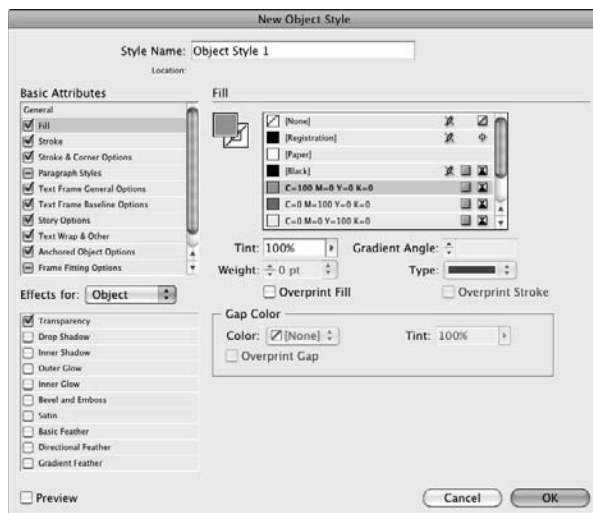 New Object Style
Style Name: Object Style 1
Location:
Basic Attributes
General
Fill
Stroke
Stroke & Corner Options
Paragraph Styles
Text Frame General Options
Text Frame Baseline Options
Story Options
Text Wrap & Other
Anchored Object Options
Frame Fitting Options
Effects for: Object
Transparency
Drop Shadow
Inner Shadow
Outer Glow
Inner Glow
Bevel and Emboss
Satin
Basic Feather
Directional Feather
Gradient Feather
Preview
Fill
[None]
[Registration]
[Paper]
[Black]
C=100 M=0 Y=0 K=0
C=0 M=100 Y=0 K=0
C=0 M=0 Y=100 K=0
Tint: 100% Gradient Angle:
Weight: 0 pt Type:
Overprint Fill Overprint Stroke
Gap Color
Color: [None] Tint: 100%
Overprint Gap
Cancel OK